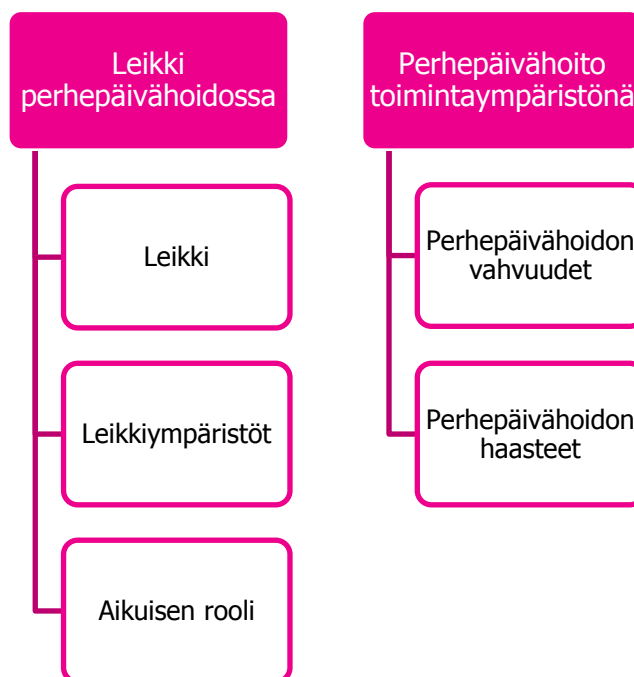 Leikki
perhepäivähoidossa
Leikki
Leikkiympäristöt
Aikuisen rooli
Perhepäivähoito
toimintaympäristönä
Perhepäivähoidon
vahvuudet
Perhepäivähoidon
haasteet